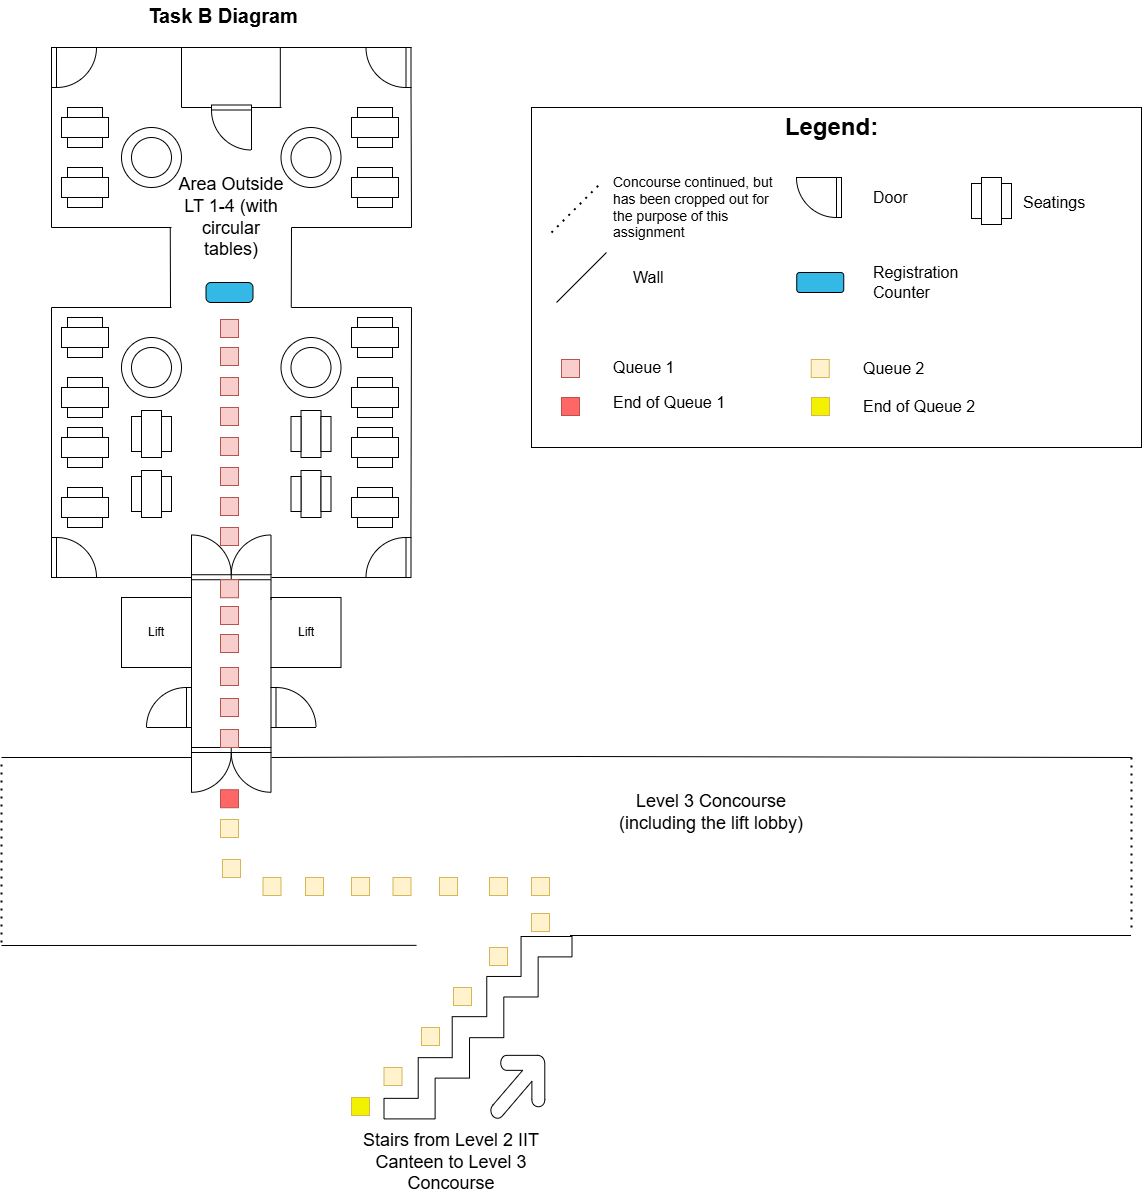 Task B Diagram
Area Outside
LT 1-4 (with
circular
tables)
Legend:
Concourse continued, but
has been cropped out for
the purpose of this
assignment
Door
Seatings
Wall
Registration
Counter
Queue 1
Queue 2
End of Queue 1
End of Queue 2
Lift
Lift
Level 3 Concourse
(including the lift lobby)
Stairs from Level 2 IIT
Canteen to Level 3
Concourse